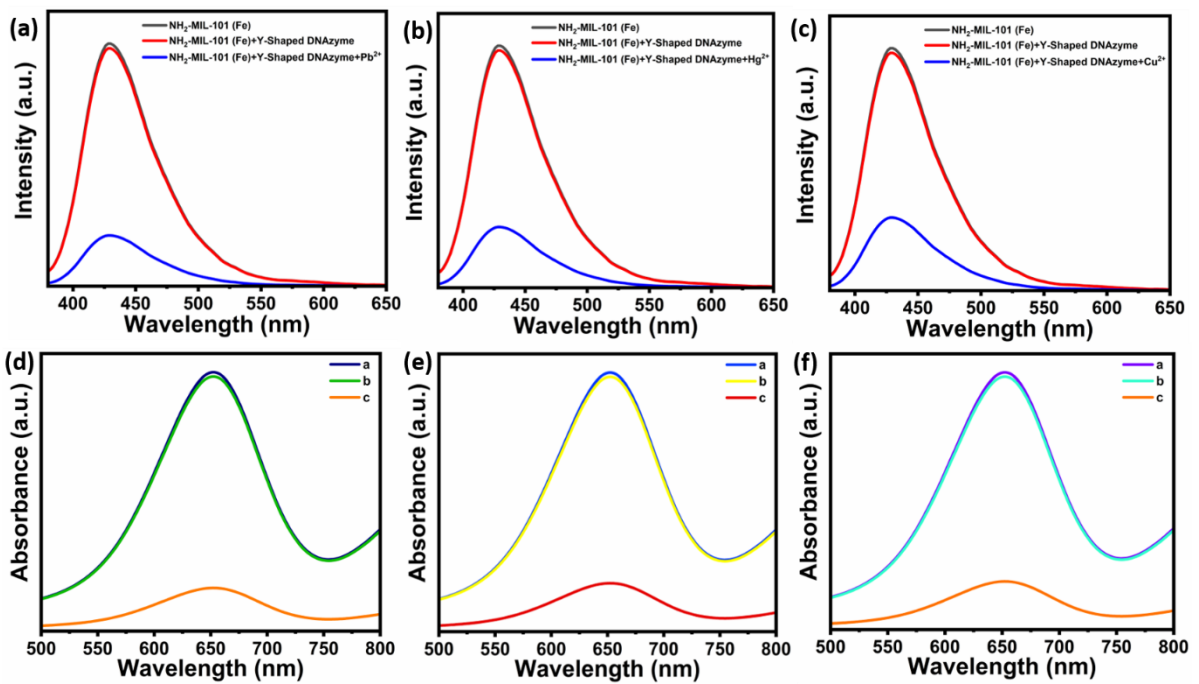 (a)
NH₂-MIL-101 (Fe)
NH₂-MIL-101 (Fe)+Y-Shaped DNAzyme
NH₂-MIL-101 (Fe)+Y-Shaped DNAzyme+Pb²⁺
Intensity (a.u.)
400 450 500 550 600 650
Wavelength (nm)
(b)
NH₂-MIL-101 (Fe)
NH₂-MIL-101 (Fe)+Y-Shaped DNAzyme
NH₂-MIL-101 (Fe)+Y-Shaped DNAzyme+Hg²⁺
Intensity (a.u.)
400 450 500 550 600 650
Wavelength (nm)
(c)
NH₂-MIL-101 (Fe)
NH₂-MIL-101 (Fe)+Y-Shaped DNAzyme
NH₂-MIL-101 (Fe)+Y-Shaped DNAzyme+Cu²⁺
Intensity (a.u.)
400 450 500 550 600 650
Wavelength (nm)
(d)
a
b
c
Absorbance (a.u.)
500 550 600 650 700 750 800
Wavelength (nm)
(e)
a
b
c
Absorbance (a.u.)
500 550 600 650 700 750 800
Wavelength (nm)
(f)
a
b
c
Absorbance (a.u.)
500 550 600 650 700 750 800
Wavelength (nm)